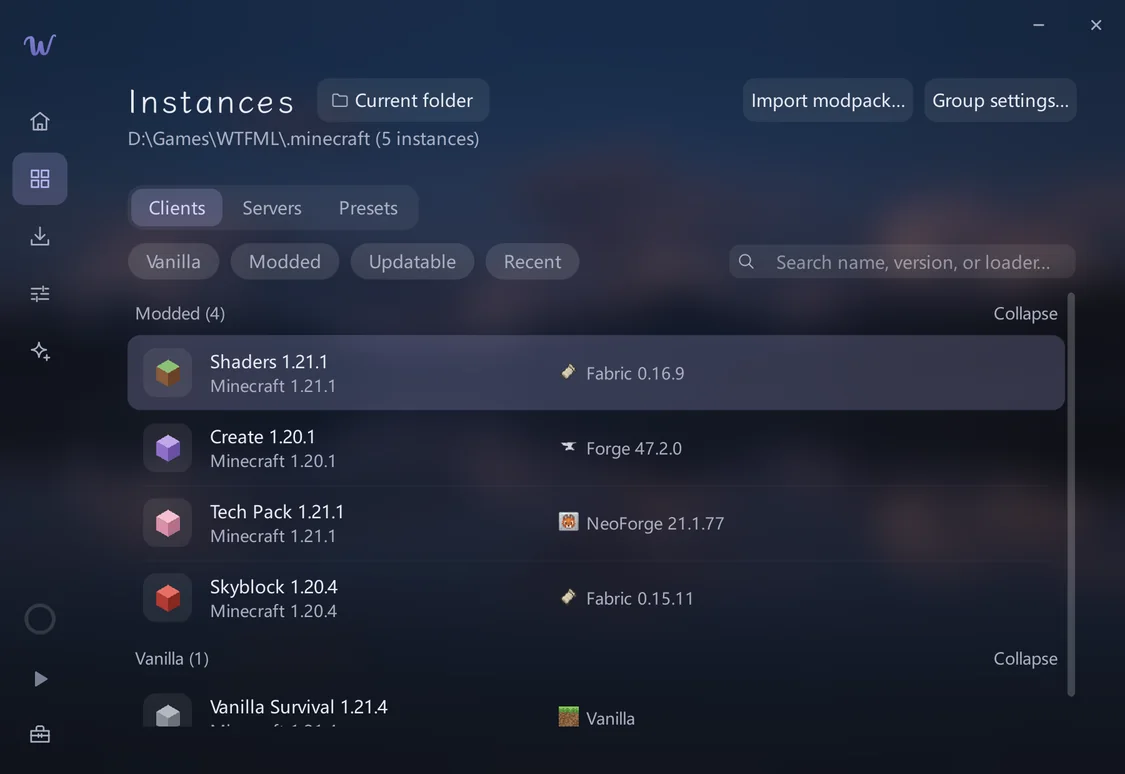 W
Instances
Current folder
Import modpack...
Group settings...
D:\Games\WTFML\.minecraft (5 instances)
Clients
Servers
Presets
Vanilla
Modded
Updatable
Recent
Search name, version, or loader...
Modded (4)
Collapse
Shaders 1.21.1
Minecraft 1.21.1
Fabric 0.16.9
Create 1.20.1
Minecraft 1.20.1
Forge 47.2.0
Tech Pack 1.21.1
Minecraft 1.21.1
NeoForge 21.1.77
Skyblock 1.20.4
Minecraft 1.20.4
Fabric 0.15.11
Vanilla (1)
Collapse
Vanilla Survival 1.21.4
Vanilla